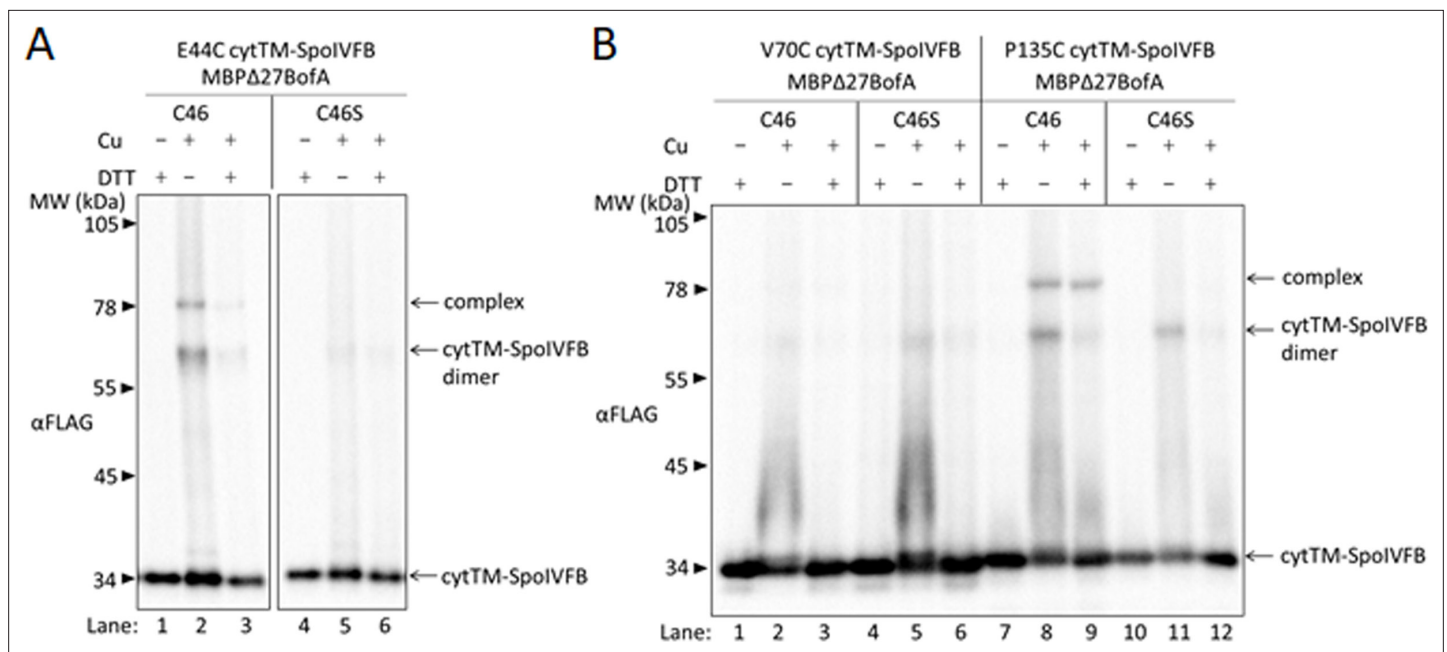 A
E44C cytTM-SpoIVFB
MBPΔ27BofA
C46 C46S
Cu - + + - + +
DTT + - + + - +
MW (kDa)
105
78
55
αFLAG
45
34
complex
cytTM-SpoIVFB
dimer
cytTM-SpoIVFB
Lane: 1 2 3 4 5 6
B
V70C cytTM-SpoIVFB P135C cytTM-SpoIVFB
MBPΔ27BofA MBPΔ27BofA
C46 C46S C46 C46S
Cu - + + - + + - + + - + +
DTT + - + + - + + - + + - +
MW (kDa)
105
78
55
αFLAG
45
34
complex
cytTM-SpoIVFB
dimer
cytTM-SpoIVFB
Lane: 1 2 3 4 5 6 7 8 9 10 11 12